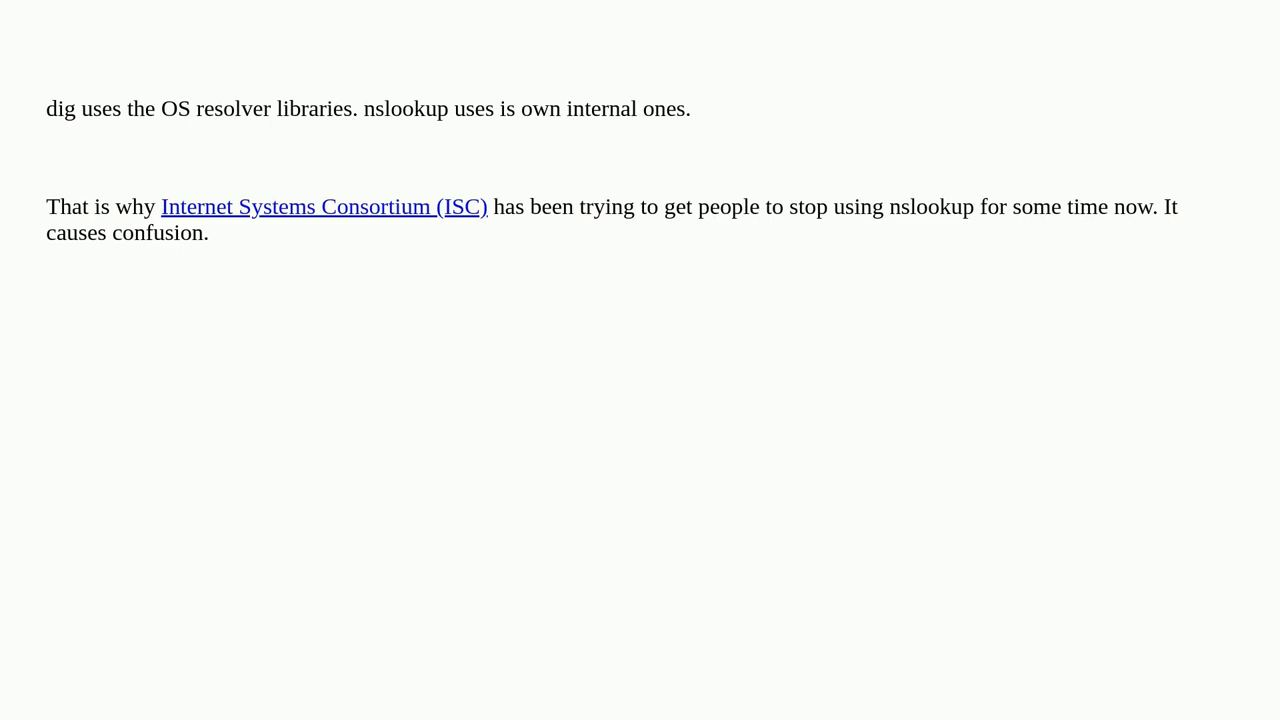 dig uses the OS resolver libraries. nslookup uses is own internal ones.
That is why Internet Systems Consortium (ISC) has been trying to get people to stop using nslookup for some time now. It
causes confusion.